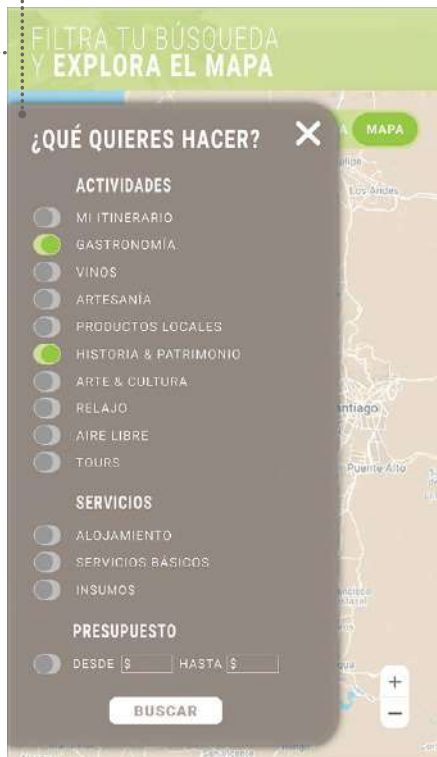 FILTRA TU BÚSQUEDA
Y EXPLORA EL MAPA
MAPA
¿QUÉ QUIERES HACER?
ACTIVIDADES
MI ITINERARIO
GASTRONOMÍA
VINOS
ARTESANÍA
PRODUCTOS LOCALES
HISTORIA & PATRIMONIO
ARTE & CULTURA
RELAJO
AIRE LIBRE
TOURS
SERVICIOS
ALOJAMIENTO
SERVICIOS BÁSICOS
INSUMOS
PRESUPUESTO
DESDE $ HASTA $
BUSCAR
Los Andes
Puente Alto
+
−
San Vicente